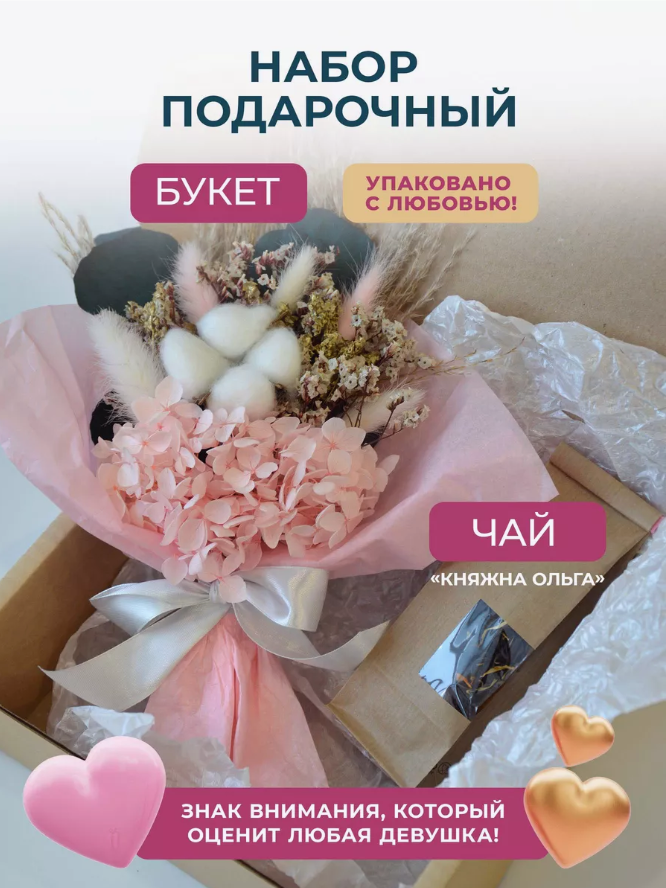 НАБОР
ПОДАРОЧНЫЙ
БУКЕТ
УПАКОВАНО
С ЛЮБОВЬЮ!
ЧАЙ
«КНЯЖНА ОЛЬГА»
ЗНАК ВНИМАНИЯ, КОТОРЫЙ
ОЦЕНИТ ЛЮБАЯ ДЕВУШКА!